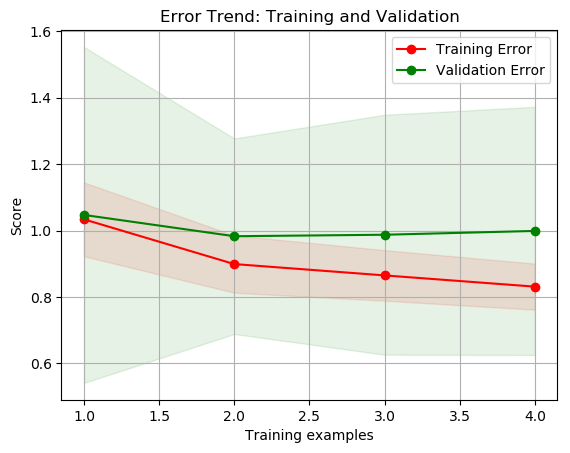 Error Trend: Training and Validation
Training Error
Validation Error
Score
1.6
1.4
1.2
1.0
0.8
0.6
1.0 1.5 2.0 2.5 3.0 3.5 4.0
Training examples